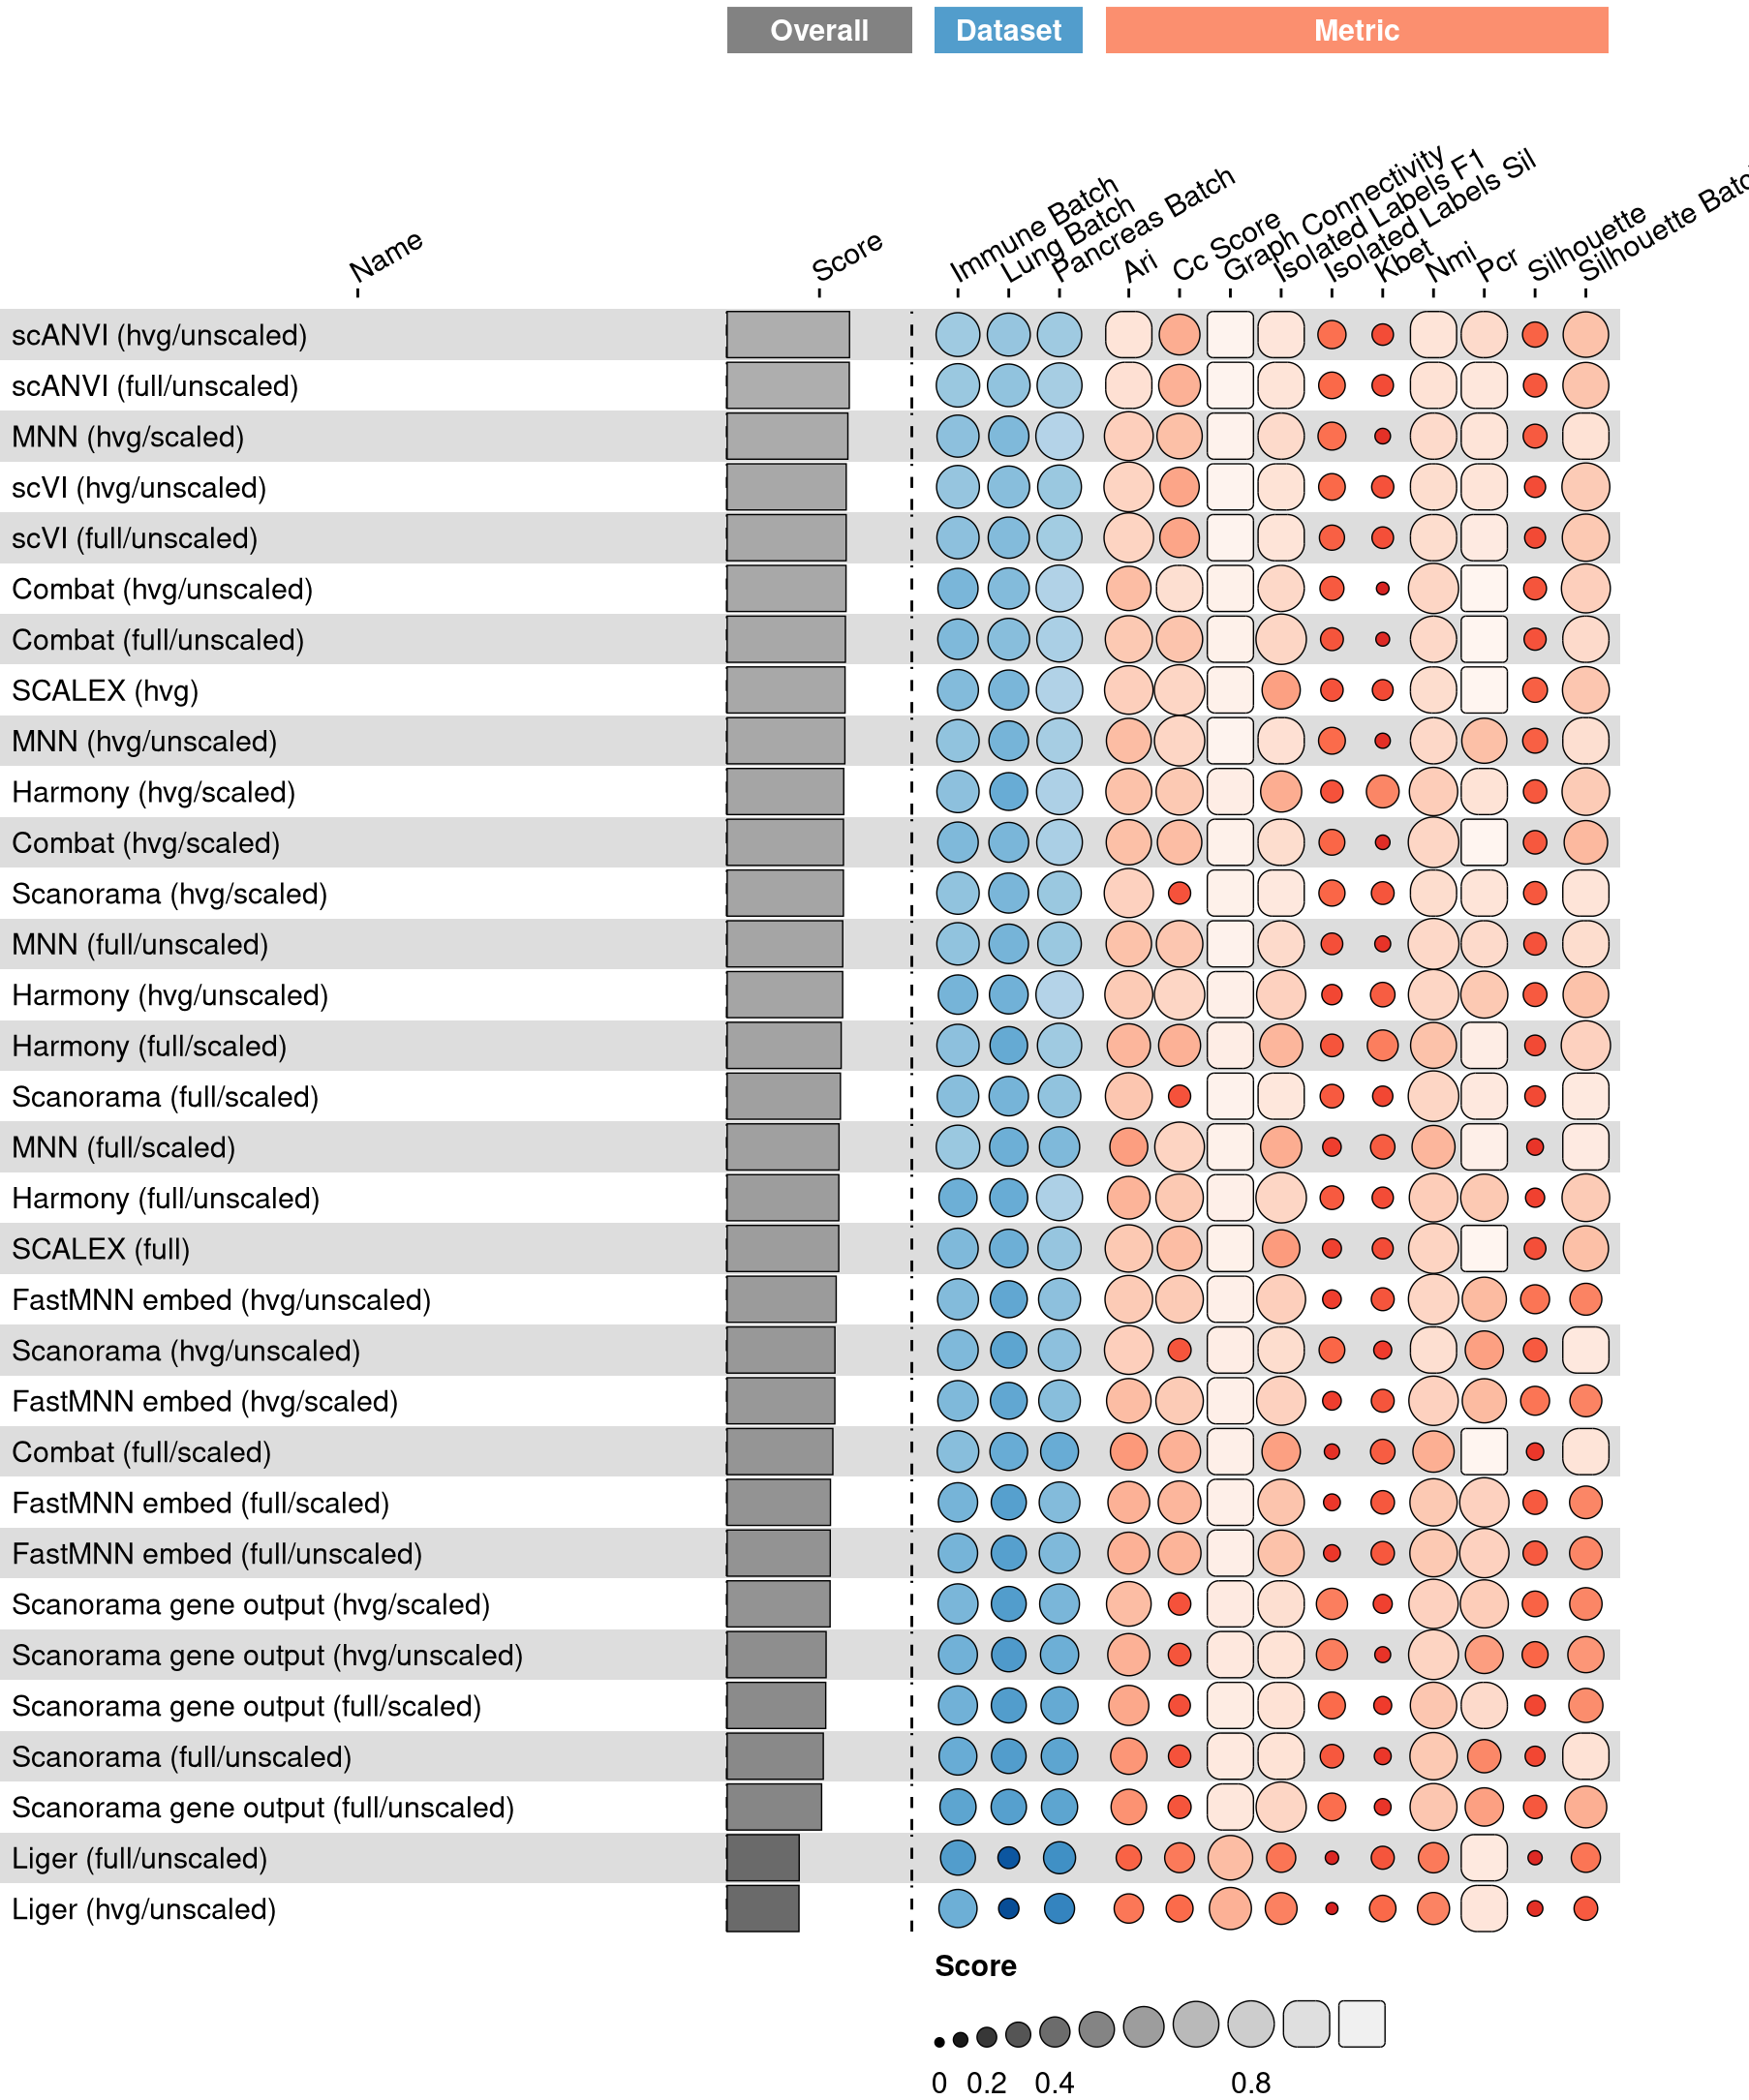 Overall Dataset Metric
Name Score Immune Batch Lung Batch Pancreas Batch Ari Cc Score Graph Connectivity Isolated Labels F1 Isolated Labels Sil Kbet Nmi Pcr Silhouette Silhouette Batc
scANVI (hvg/unscaled)
scANVI (full/unscaled)
MNN (hvg/scaled)
scVI (hvg/unscaled)
scVI (full/unscaled)
Combat (hvg/unscaled)
Combat (full/unscaled)
SCALEX (hvg)
MNN (hvg/unscaled)
Harmony (hvg/scaled)
Combat (hvg/scaled)
Scanorama (hvg/scaled)
MNN (full/unscaled)
Harmony (hvg/unscaled)
Harmony (full/scaled)
Scanorama (full/scaled)
MNN (full/scaled)
Harmony (full/unscaled)
SCALEX (full)
FastMNN embed (hvg/unscaled)
Scanorama (hvg/unscaled)
FastMNN embed (hvg/scaled)
Combat (full/scaled)
FastMNN embed (full/scaled)
FastMNN embed (full/unscaled)
Scanorama gene output (hvg/scaled)
Scanorama gene output (hvg/unscaled)
Scanorama gene output (full/scaled)
Scanorama (full/unscaled)
Scanorama gene output (full/unscaled)
Liger (full/unscaled)
Liger (hvg/unscaled)
Score
0 0.2 0.4 0.8